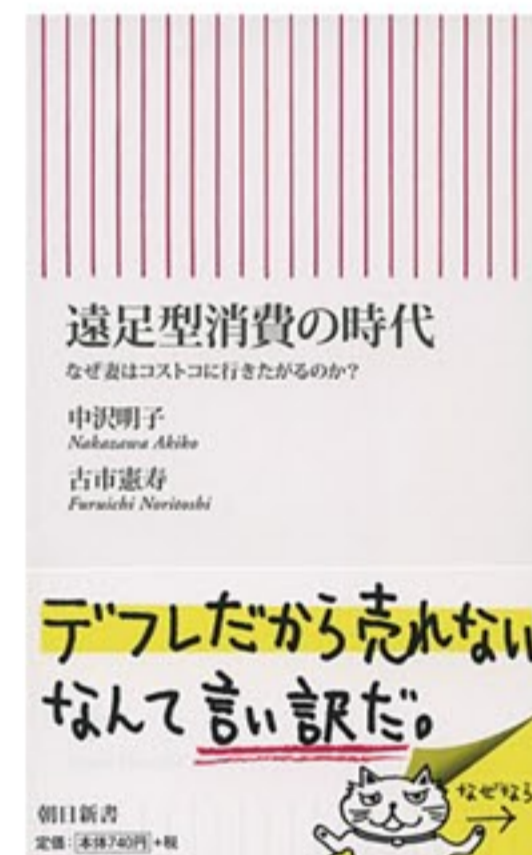 遠足型消費の時代
なぜ妻はコストコに行きたがるのか?
中沢明子
Nakazawa Akiko
古市憲寿
Furuichi Noritoshi
デフレだから売れない
なんて言い訳だ。
なぜなら
→
朝日新書
定価:本体740円+税